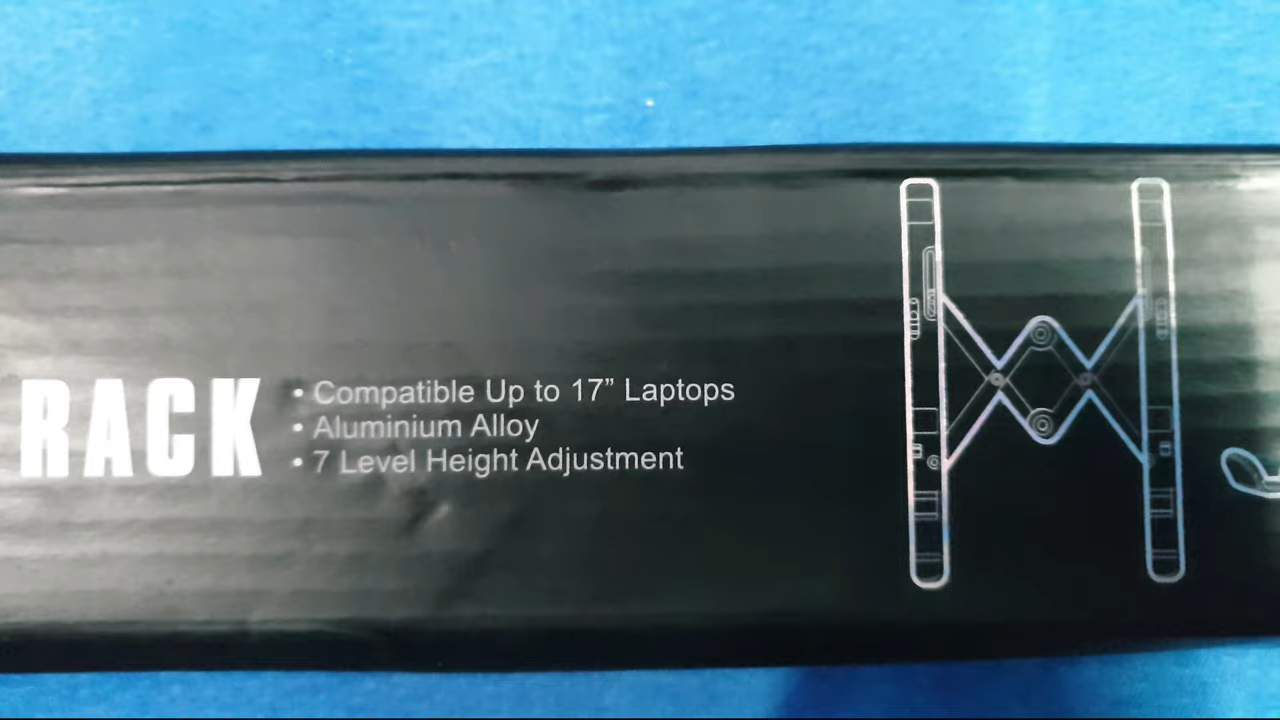 RACK
• Compatible Up to 17” Laptops
• Aluminium Alloy
• 7 Level Height Adjustment